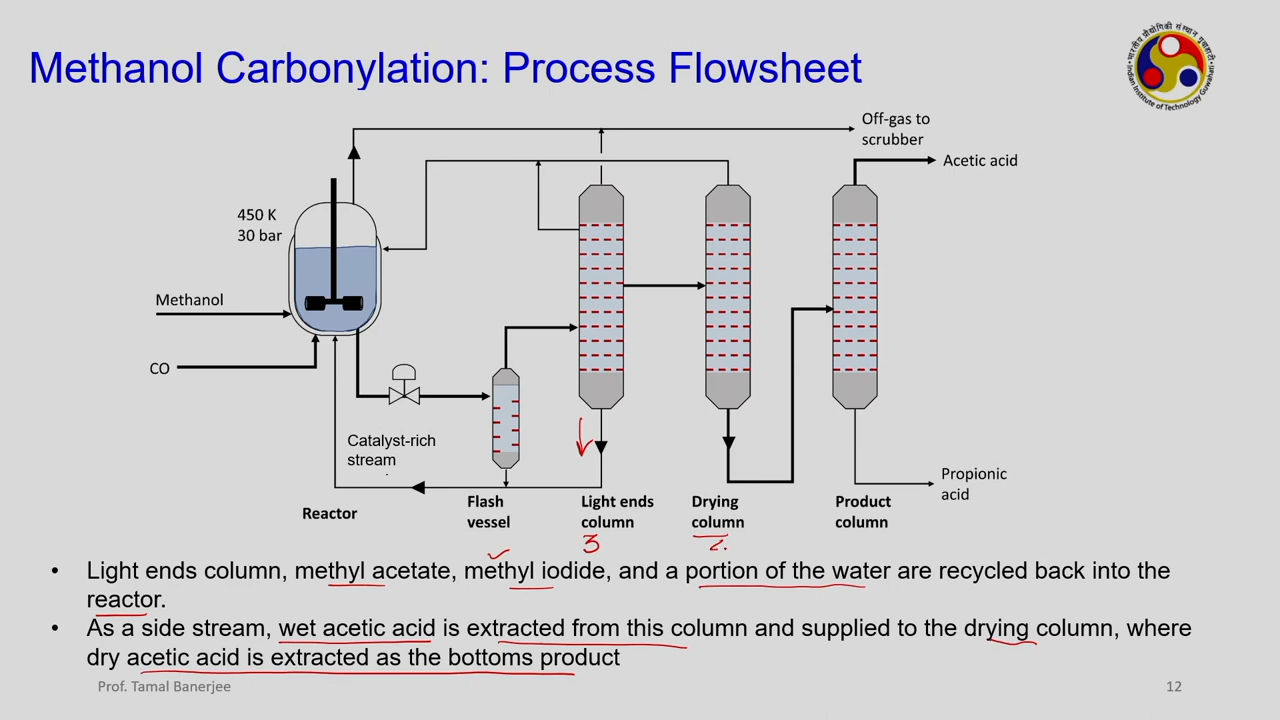 Methanol Carbonylation: Process Flowsheet
Off-gas to
scrubber
Acetic acid
450 K
30 bar
Methanol
CO
Catalyst-rich
stream
Propionic
acid
Reactor
Flash
vessel
Light ends
column
Drying
column
Product
column
3
• Light ends column, methyl acetate, methyl iodide, and a portion of the water are recycled back into the
reactor.
• As a side stream, wet acetic acid is extracted from this column and supplied to the drying column, where
dry acetic acid is extracted as the bottoms product
Prof. Tamal Banerjee
12